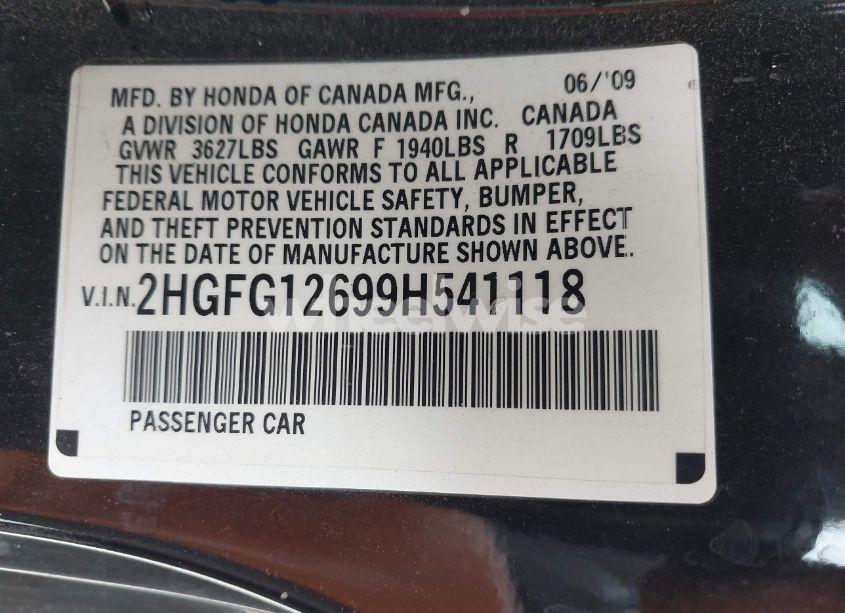 MFD. BY HONDA OF CANADA MFG., 06/'09
A DIVISION OF HONDA CANADA INC. CANADA
GVWR 3627LBS GAWR F 1940LBS R 1709LBS
THIS VEHICLE CONFORMS TO ALL APPLICABLE
FEDERAL MOTOR VEHICLE SAFETY, BUMPER,
AND THEFT PREVENTION STANDARDS IN EFFECT
ON THE DATE OF MANUFACTURE SHOWN ABOVE.
V.I.N. 2HGFG12699H541118
PASSENGER CAR